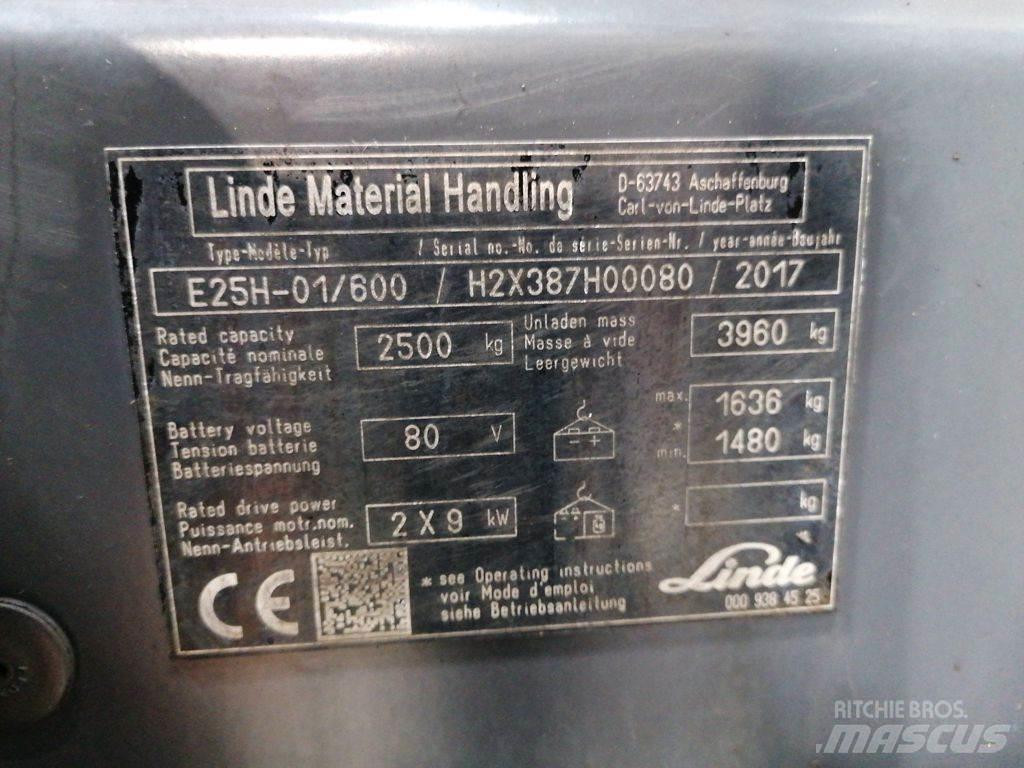 Linde Material Handling
D-63743 Aschaffenburg
Carl-von-Linde-Platz
Type-Modèle-Typ / Serial no.-No. de série-Serien-Nr. / year-année-Baujahr
E25H-01/600 / H2X387H00080 / 2017
Rated capacity
Capacité nominale
Nenn-Tragfähigkeit
2500 kg
Unladen mass
Masse à vide
Leergewicht
3960 kg
Battery voltage
Tension batterie
Batteriespannung
80 V
- +
max. 1636 kg
*
min. 1480 kg
Rated drive power
Puissance motr.nom.
Nenn-Antriebsleist.
2 X 9 kW
* kg
CE
* see Operating instructions
voir Mode d'emploi
siehe Betriebsanleitung
Linde
000 938 45 25
RITCHIE BROS.
MASCUS